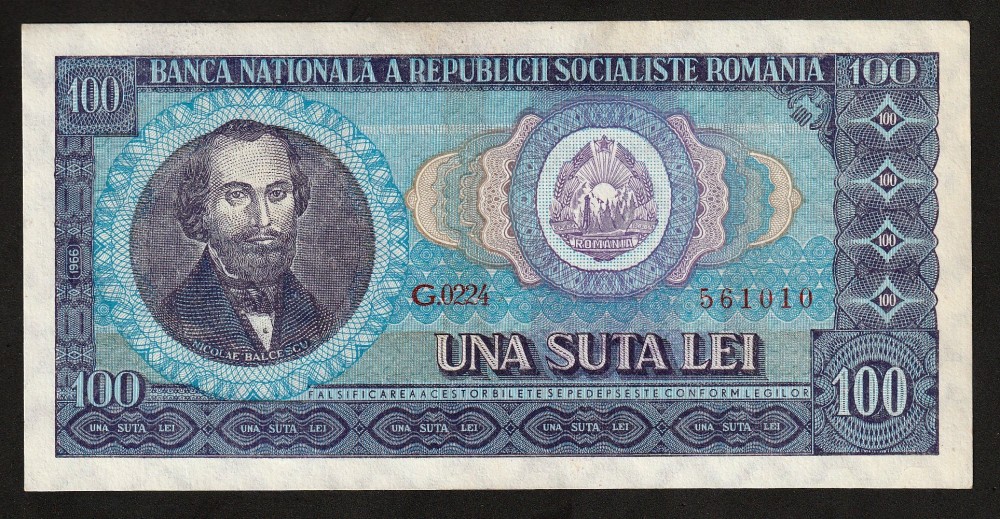 100 BANCA NAȚIONALĂ A REPUBLICII SOCIALISTE ROMÂNIA 100
100
100
100
100
1966
ROMANIA
G.0224 561010
NICOLAE BALCESCU
UNA SUTA LEI
100 FALSIFICAREA ACESTOR BILETE SE PEDEPSESTE CONFORM LEGILOR 100
UNA SUTA LEI UNA SUTA LEI UNA SUTA LEI UNA SUTA LEI UNA SUTA LEI